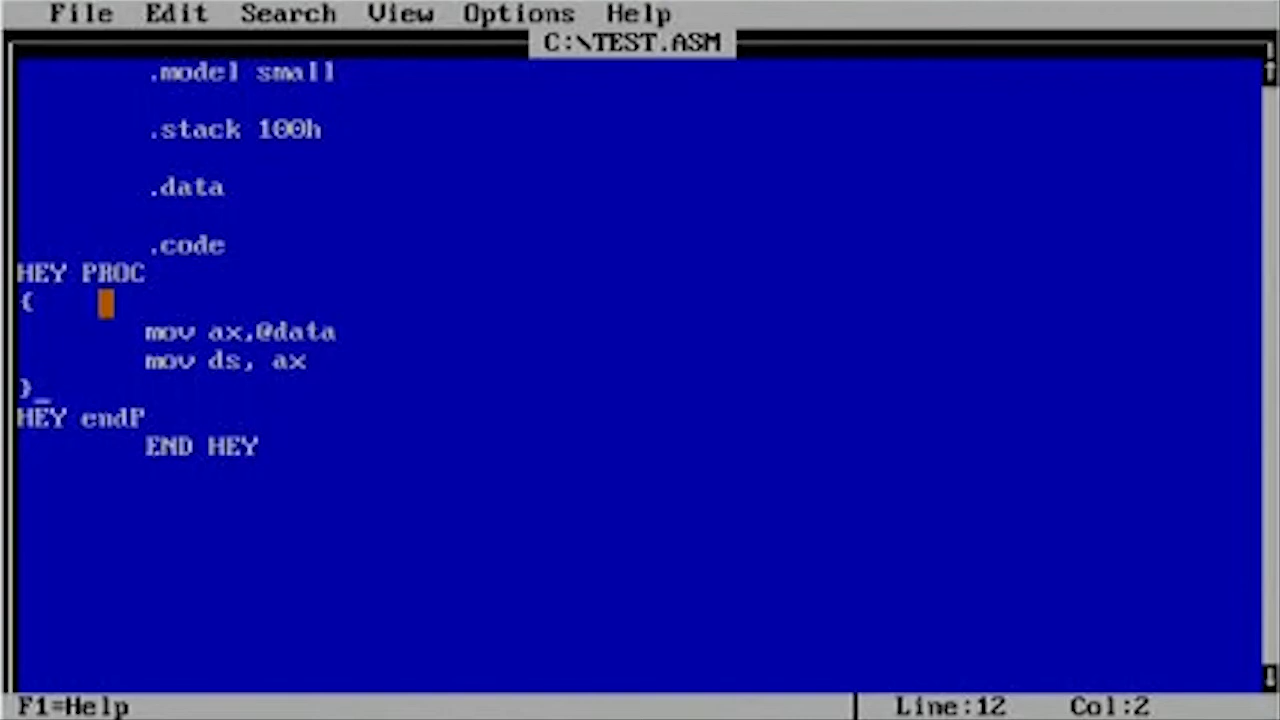 File Edit Search View Options Help
C:\TEST.ASM
.model small
.stack 100h
.data
.code
HEY PROC
{
mov ax,@data
mov ds, ax
}_
HEY endP
END HEY
F1=Help Line:12 Col:2